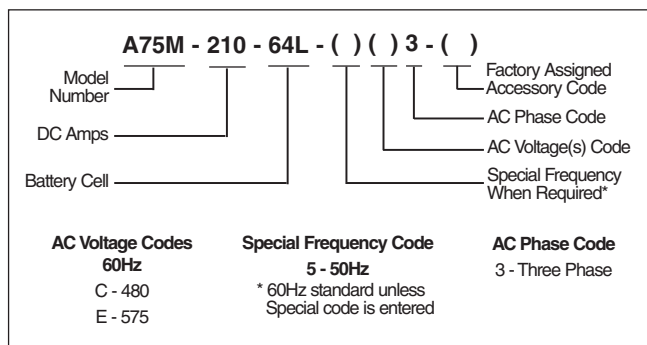 A75M - 210 - 64L - ( ) ( ) 3 - ( )
Model
Number
DC Amps
Battery Cell
Factory Assigned
Accessory Code
AC Phase Code
AC Voltage(s) Code
Special Frequency
When Required*
AC Voltage Codes
60Hz
C - 480
E - 575
Special Frequency Code
5 - 50Hz
* 60Hz standard unless
Special code is entered
AC Phase Code
3 - Three Phase